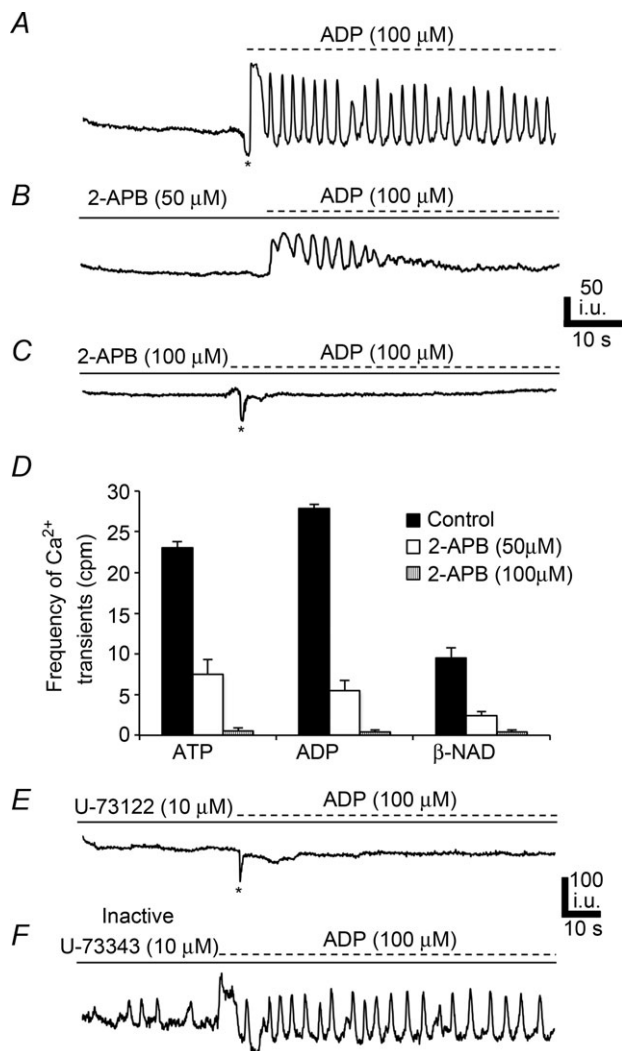 A
ADP (100 μM)
*
B
2-APB (50 μM)
ADP (100 μM)
50
i.u.
10 s
C
2-APB (100 μM)
ADP (100 μM)
*
D
Frequency of Ca²⁺
transients (cpm)
30
25
20
15
10
5
0
Control
2-APB (50μM)
2-APB (100μM)
ATP
ADP
β-NAD
E
U-73122 (10 μM)
ADP (100 μM)
*
100
i.u.
10 s
F
Inactive
U-73343 (10 μM)
ADP (100 μM)